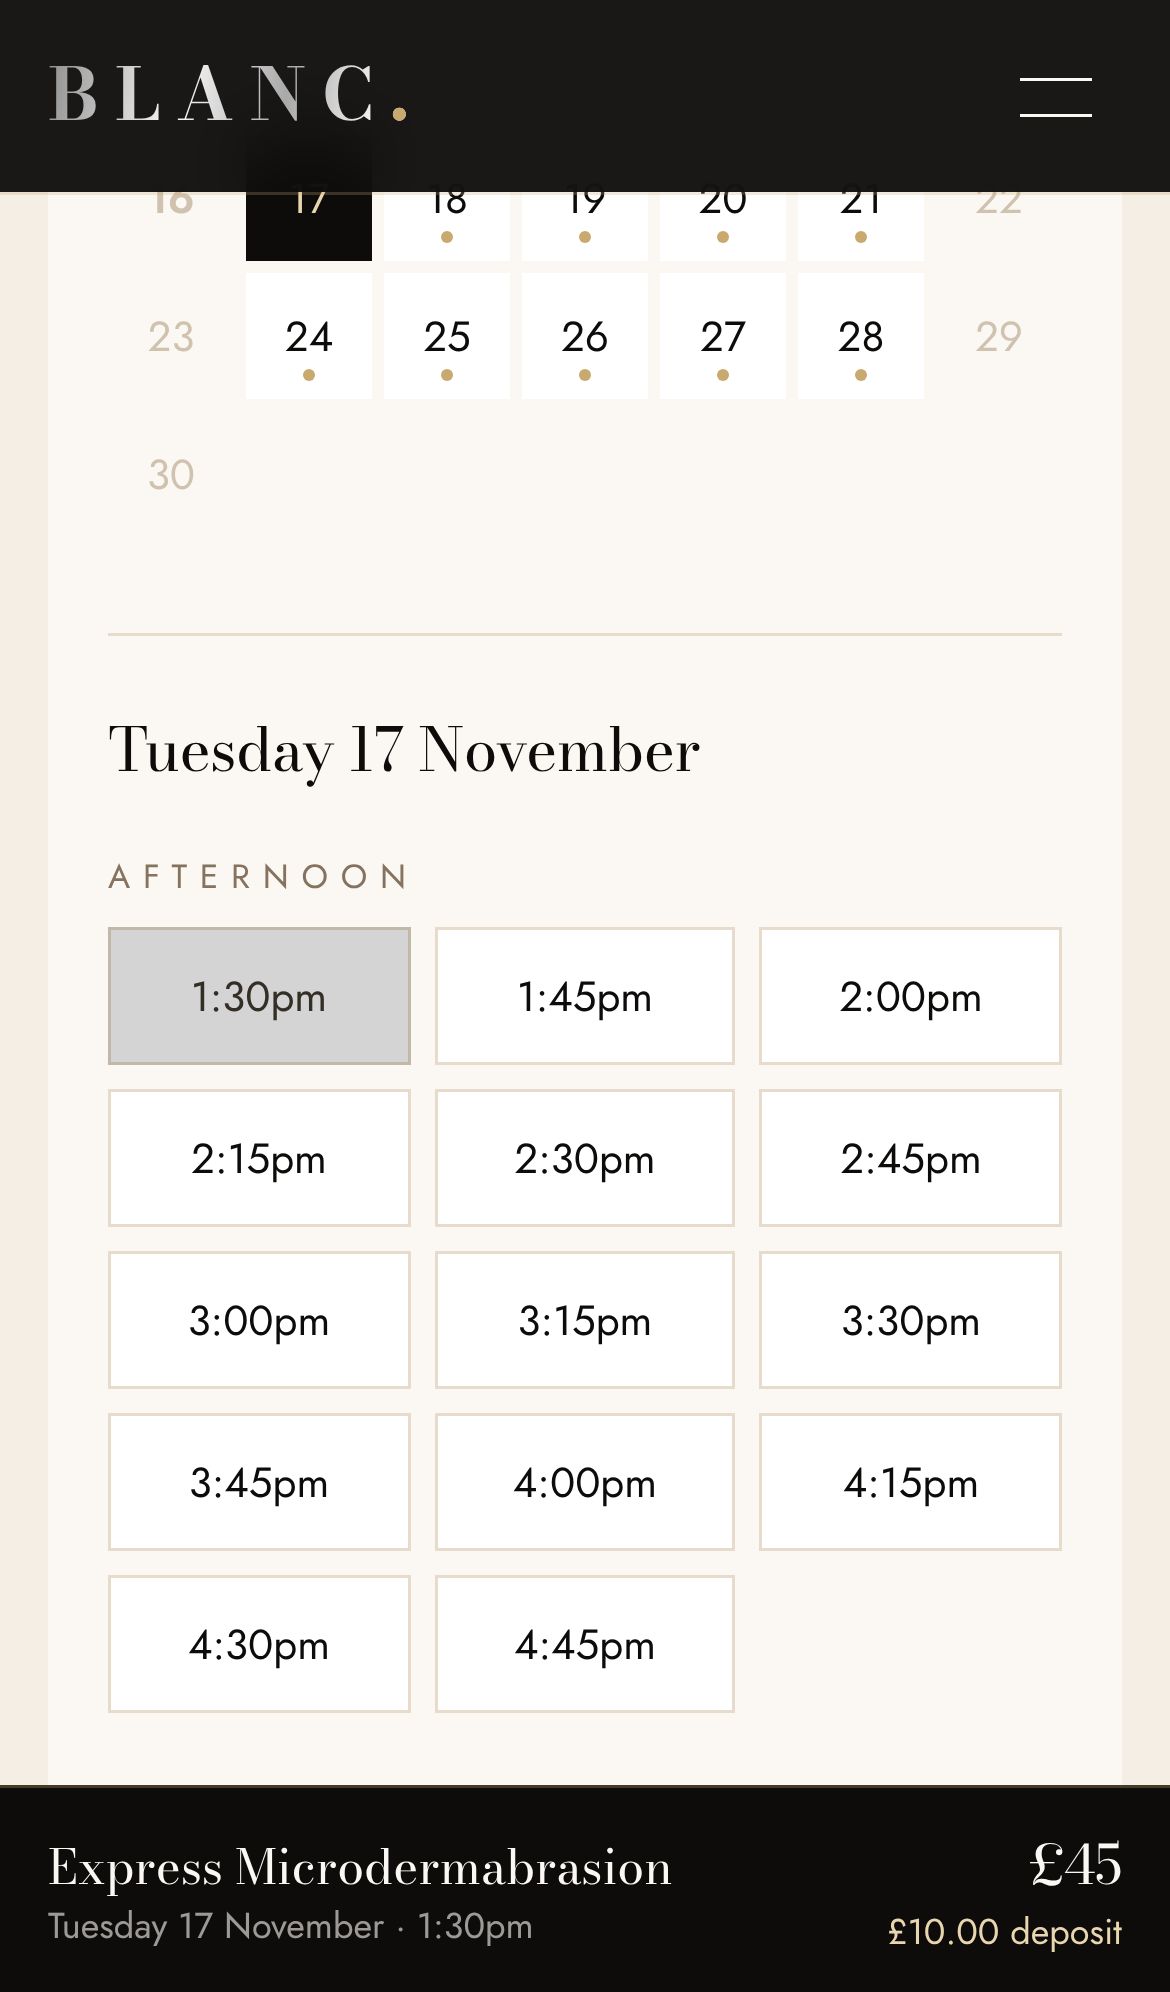 BLANC.
16 17 18 19 20 21 22
23 24 25 26 27 28 29
30
Tuesday 17 November
AFTERNOON
1:30pm 1:45pm 2:00pm
2:15pm 2:30pm 2:45pm
3:00pm 3:15pm 3:30pm
3:45pm 4:00pm 4:15pm
4:30pm 4:45pm
Express Microdermabrasion £45
Tuesday 17 November · 1:30pm £10.00 deposit